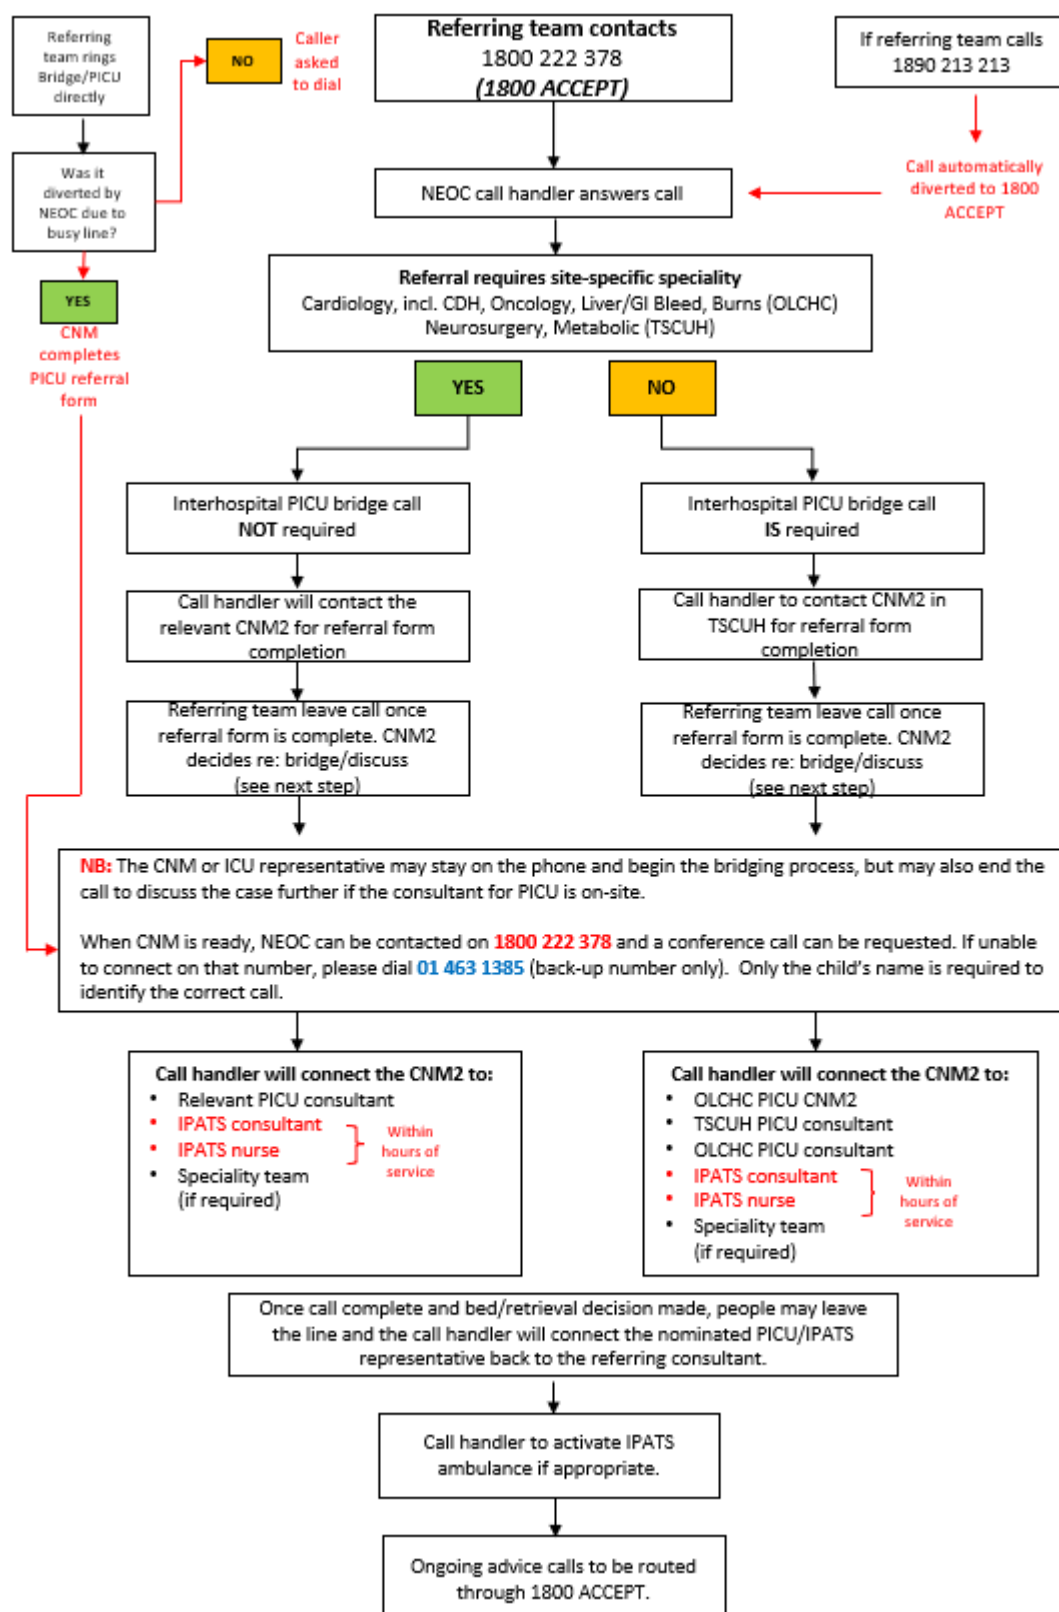 Referring
team rings
Bridge/PICU
directly
NO
Caller
asked
to dial
Referring team contacts
1800 222 378
(1800 ACCEPT)
If referring team calls
1890 213 213
Was it
diverted by
NEOC due to
busy line?
NEOC call handler answers call
Call automatically
diverted to 1800
ACCEPT
YES
CNM
completes
PICU referral
form
Referral requires site-specific speciality
Cardiology, incl. CDH, Oncology, Liver/GI Bleed, Burns (OLCHC)
Neurosurgery, Metabolic (TSCUH)
YES
NO
Interhospital PICU bridge call
NOT required
Interhospital PICU bridge call
IS required
Call handler will contact the
relevant CNM2 for referral form
completion
Call handler to contact CNM2 in
TSCUH for referral form
completion
Referring team leave call once
referral form is complete. CNM2
decides re: bridge/discuss
(see next step)
Referring team leave call once
referral form is complete. CNM2
decides re: bridge/discuss
(see next step)
NB: The CNM or ICU representative may stay on the phone and begin the bridging process, but may also end the
call to discuss the case further if the consultant for PICU is on-site.
When CNM is ready, NEOC can be contacted on 1800 222 378 and a conference call can be requested. If unable
to connect on that number, please dial 01 463 1385 (back-up number only). Only the child's name is required to
identify the correct call.
Call handler will connect the CNM2 to:
• Relevant PICU consultant
• IPATS consultant
• IPATS nurse
• Speciality team
(if required)
Within
hours of
service
Call handler will connect the CNM2 to:
• OLCHC PICU CNM2
• TSCUH PICU consultant
• OLCHC PICU consultant
• IPATS consultant
• IPATS nurse
• Speciality team
(if required)
Within
hours of
service
Once call complete and bed/retrieval decision made, people may leave
the line and the call handler will connect the nominated PICU/IPATS
representative back to the referring consultant.
Call handler to activate IPATS
ambulance if appropriate.
Ongoing advice calls to be routed
through 1800 ACCEPT.